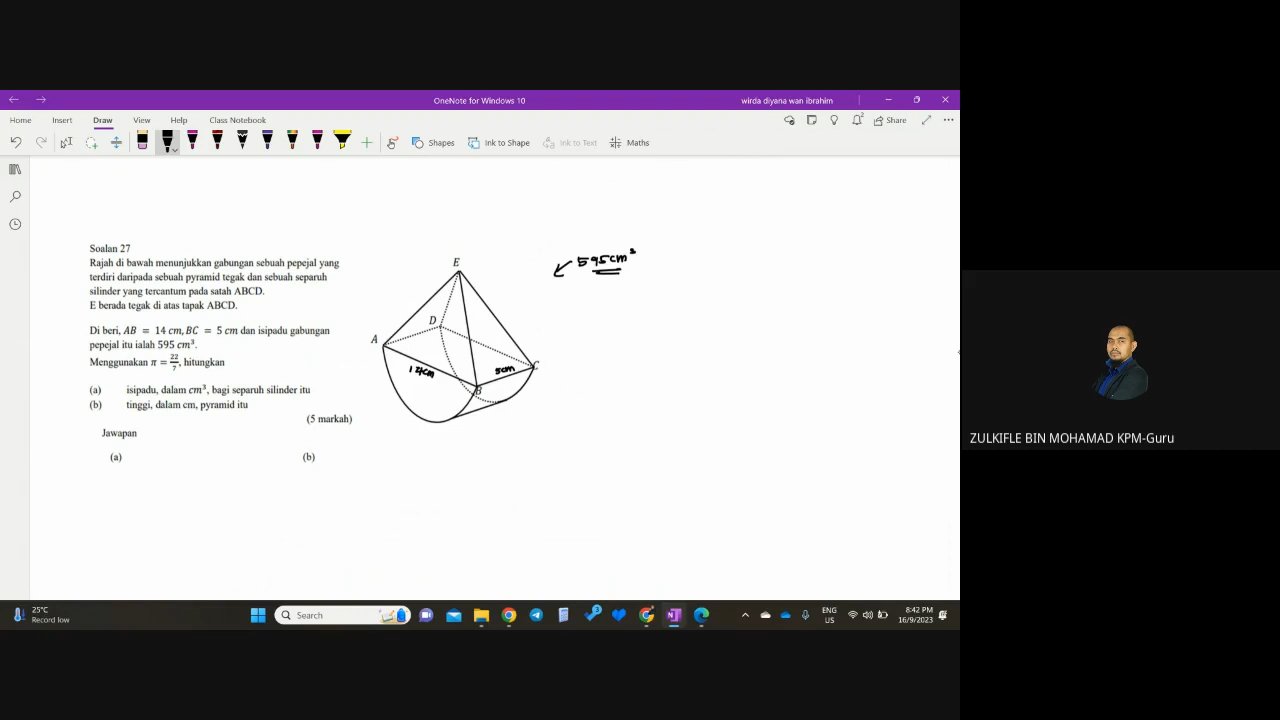 OneNote for Windows 10
wirda diyana wan ibrahim
Home Insert Draw View Help Class Notebook
Share
Shapes Ink to Shape Ink to Text Maths
Soalan 27
Rajah di bawah menunjukkan gabungan sebuah pepejal yang
terdiri daripada sebuah pyramid tegak dan sebuah separuh
silinder yang tercantum pada satah ABCD.
E berada tegak di atas tapak ABCD.
Di beri, AB = 14 cm, BC = 5 cm dan isipadu gabungan
pepejal itu ialah 595 cm³.
Menggunakan π = 22/7, hitungkan
(a) isipadu, dalam cm³, bagi separuh silinder itu
(b) tinggi, dalam cm, pyramid itu
(5 markah)
Jawapan
(a) (b)
595cm³
E
D
A
C
B
14cm
5cm
ZULKIFLE BIN MOHAMAD KPM-Guru
25°C
Record low
Search
3
ENG
US
8:42 PM
16/9/2023